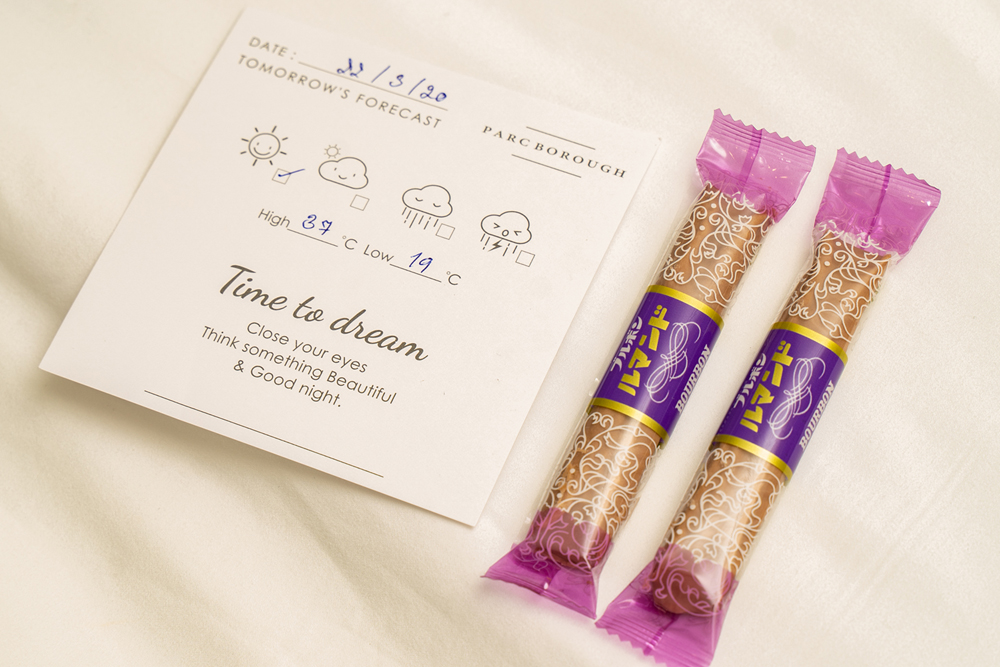 DATE : 22/3/20
TOMORROW'S FORECAST
PARC BOROUGH
High 37 °C Low 19 °C
Time to dream
Close your eyes
Think something Beautiful
& Good night.
ブルボン
ルマンド
BOURBON
ブルボン
ルマンド
BOURBON